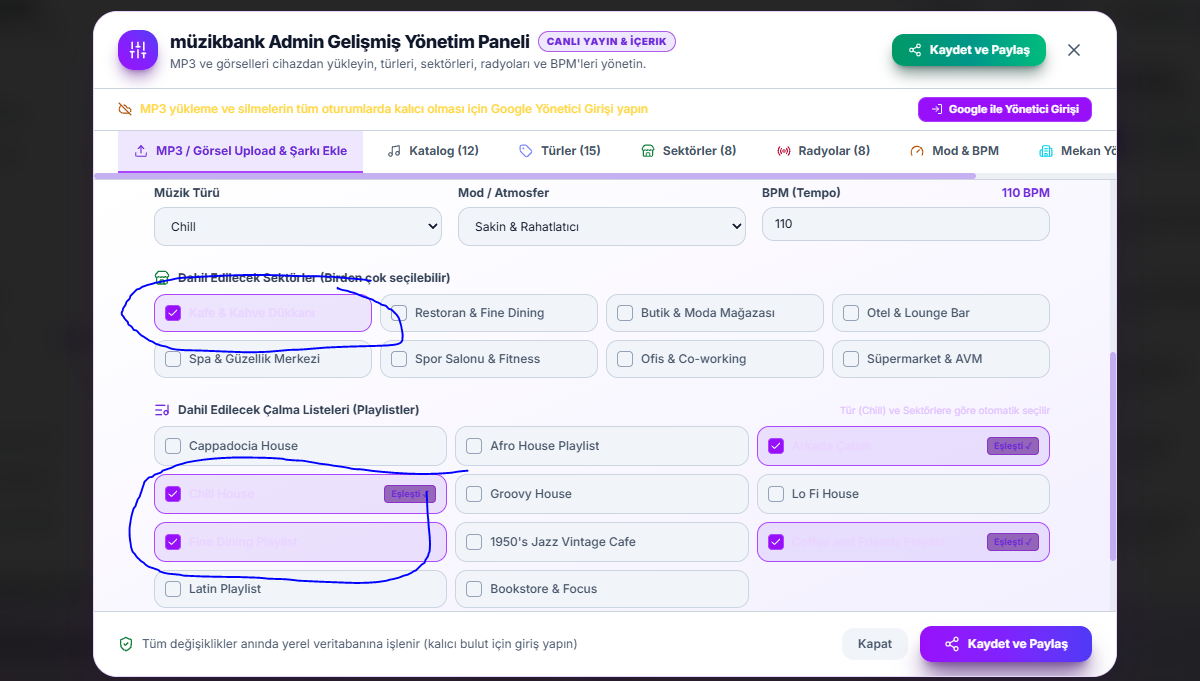 müzikbank Admin Gelişmiş Yönetim Paneli CANLI YAYIN & İÇERIK
MP3 ve görselleri cihazdan yükleyin, türleri, sektörleri, radyoları ve BPM'leri yönetin.
Kaydet ve Paylaş
MP3 yükleme ve silmelerin tüm oturumlarda kalıcı olması için Google Yönetici Girişi yapın
Google ile Yönetici Girişi
MP3 / Görsel Upload & Şarkı Ekle Katalog (12) Türler (15) Sektörler (8) Radyolar (8) Mod & BPM Mekan Yö
Müzik Türü Mod / Atmosfer BPM (Tempo) 110 BPM
Chill Sakin & Rahatlatıcı 110
Dahil Edilecek Sektörler (Birden çok seçilebilir)
Kafe & Kahve Dükkanı Restoran & Fine Dining Butik & Moda Mağazası Otel & Lounge Bar
Spa & Güzellik Merkezi Spor Salonu & Fitness Ofis & Co-working Süpermarket & AVM
Dahil Edilecek Çalma Listeleri (Playlistler) Tür (Chill) ve Sektörlere göre otomatik seçilir
Cappadocia House Afro House Playlist Eşleşti ✓
Chill House Eşleşti ✓ Groovy House Lo Fi House
Fine Dining Playlist 1950's Jazz Vintage Cafe Eşleşti ✓
Latin Playlist Bookstore & Focus
Tüm değişiklikler anında yerel veritabanına işlenir (kalıcı bulut için giriş yapın)
Kapat Kaydet ve Paylaş